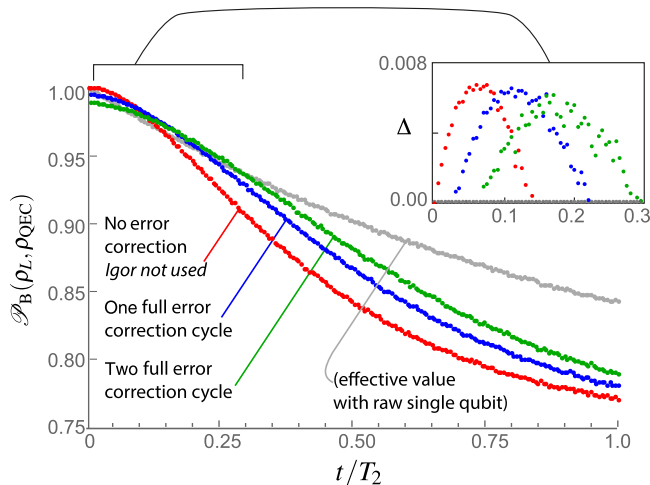 0.008
Δ
0.00
0 0.1 0.2 0.3
1.00
0.95
0.90
0.85
0.80
0.75
𝒫B(ρL, ρQEC)
No error
correction
Igor not used
One full error
correction cycle
Two full error
correction cycle
(effective value
with raw single qubit)
0 0.25 0.50 0.75 1.0
t/T2